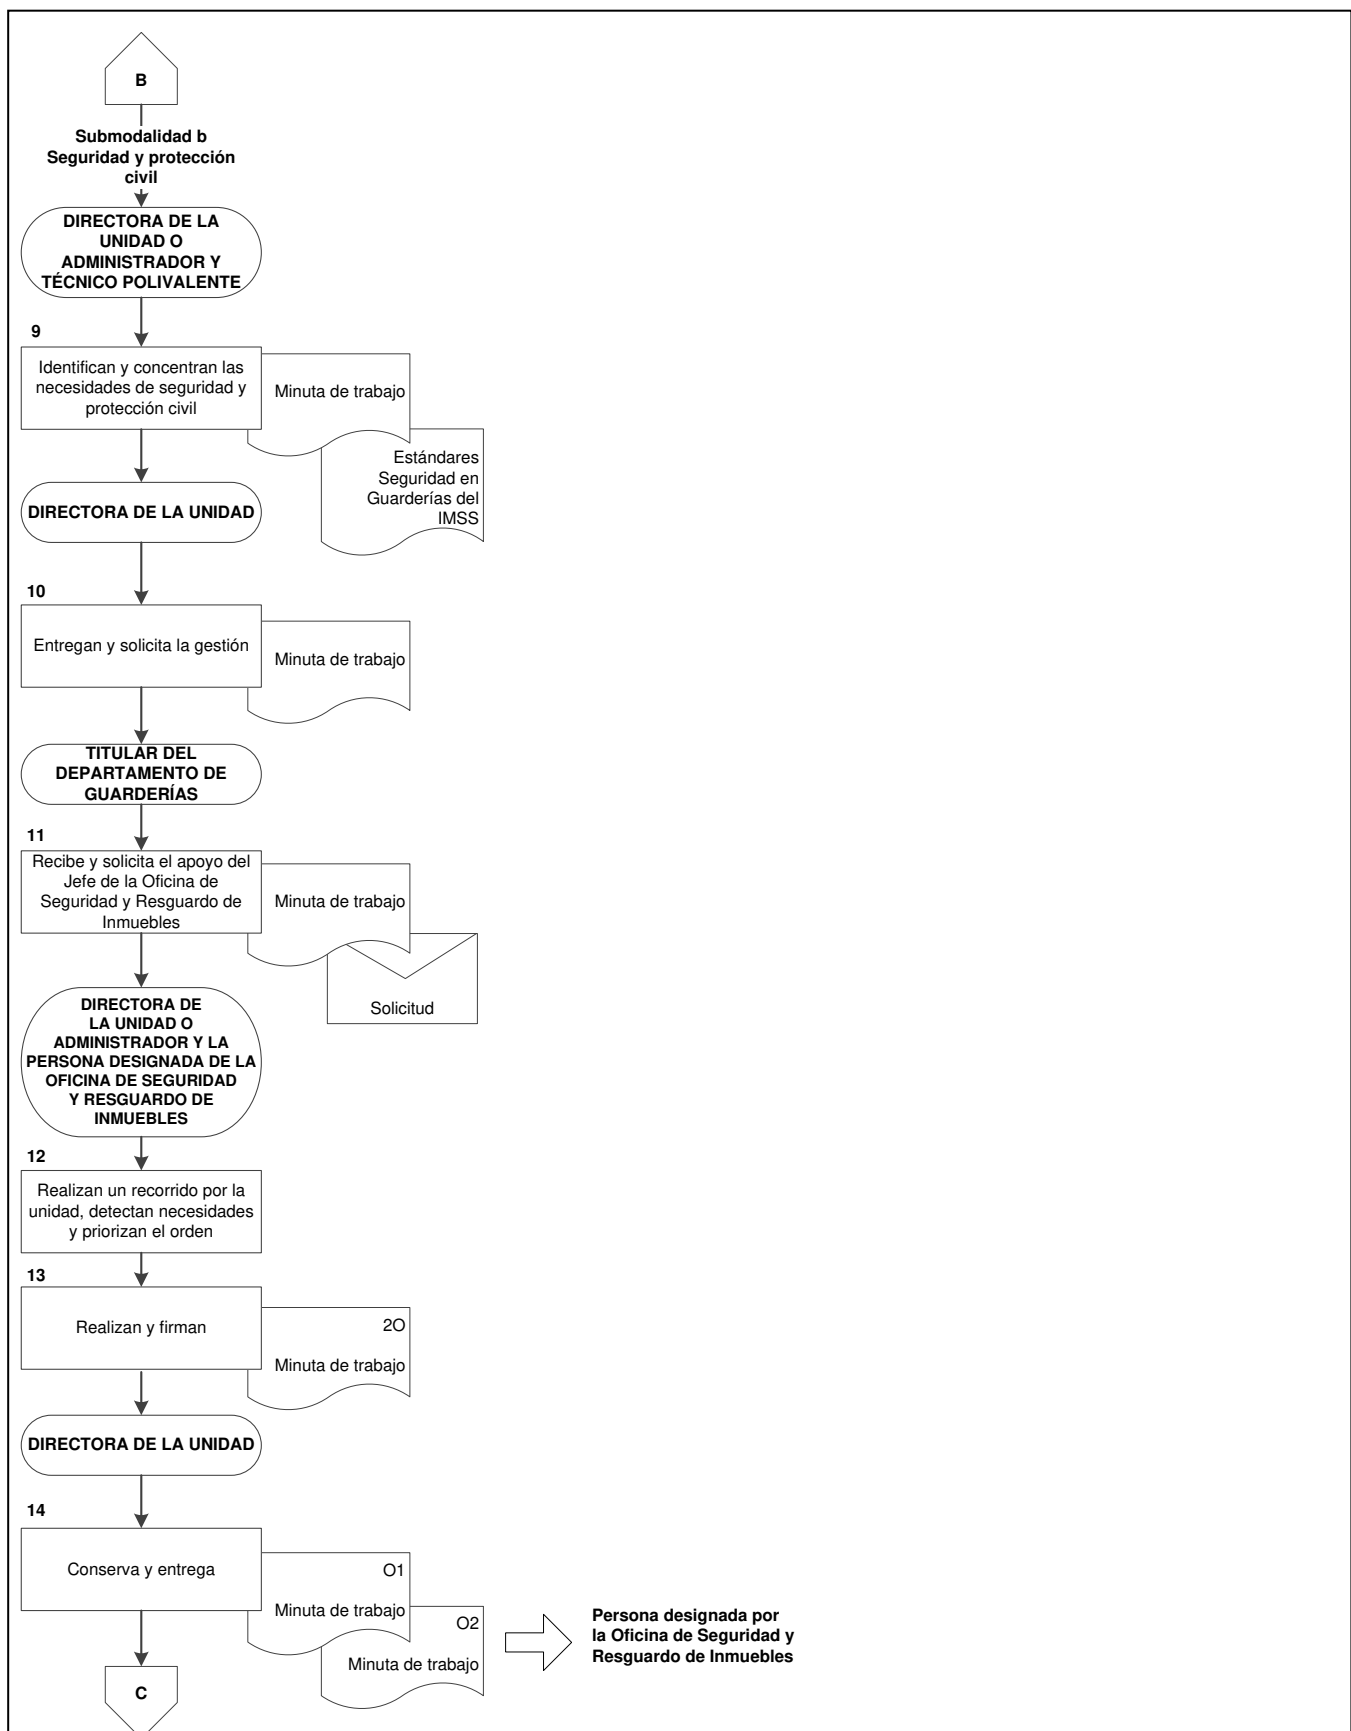 B
Submodalidad b
Seguridad y protección
civil
DIRECTORA DE LA
UNIDAD O
ADMINISTRADOR Y
TÉCNICO POLIVALENTE
9
Identifican y concentran las
necesidades de seguridad y
protección civil
Minuta de trabajo
Estándares
Seguridad en
Guarderías del
IMSS
DIRECTORA DE LA UNIDAD
10
Entregan y solicita la gestión
Minuta de trabajo
TITULAR DEL
DEPARTAMENTO DE
GUARDERÍAS
11
Recibe y solicita el apoyo del
Jefe de la Oficina de
Seguridad y Resguardo de
Inmuebles
Minuta de trabajo
Solicitud
DIRECTORA DE
LA UNIDAD O
ADMINISTRADOR Y LA
PERSONA DESIGNADA DE LA
OFICINA DE SEGURIDAD
Y RESGUARDO DE
INMUEBLES
12
Realizan un recorrido por la
unidad, detectan necesidades
y priorizan el orden
13
Realizan y firman
2O
Minuta de trabajo
DIRECTORA DE LA UNIDAD
14
Conserva y entrega
O1
Minuta de trabajo
O2
Minuta de trabajo
Persona designada por
la Oficina de Seguridad y
Resguardo de Inmuebles
C